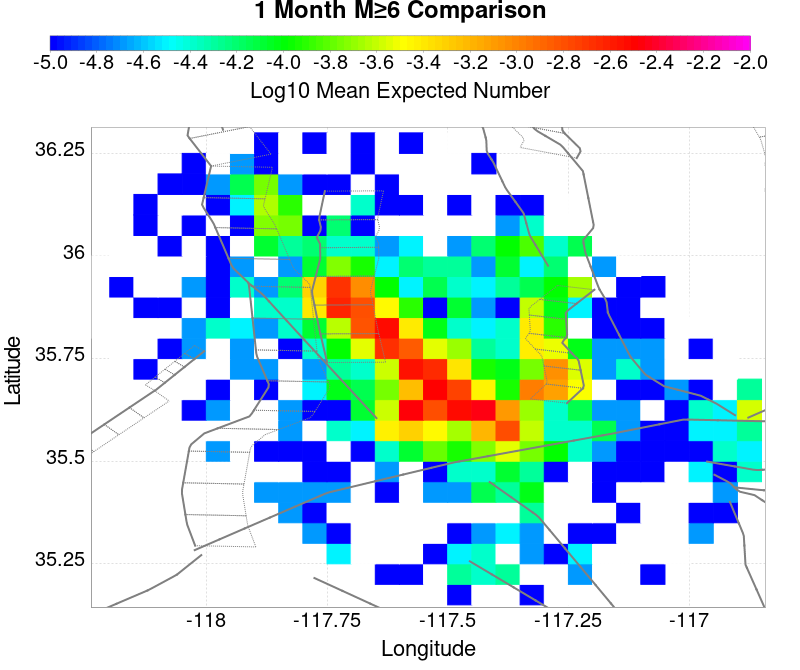 1 Month M≥6 Comparison
-5.0 -4.8 -4.6 -4.4 -4.2 -4.0 -3.8 -3.6 -3.4 -3.2 -3.0 -2.8 -2.6 -2.4 -2.2 -2.0
Log10 Mean Expected Number
36.25
36
35.75
35.5
35.25
Latitude
-118 -117.75 -117.5 -117.25 -117
Longitude